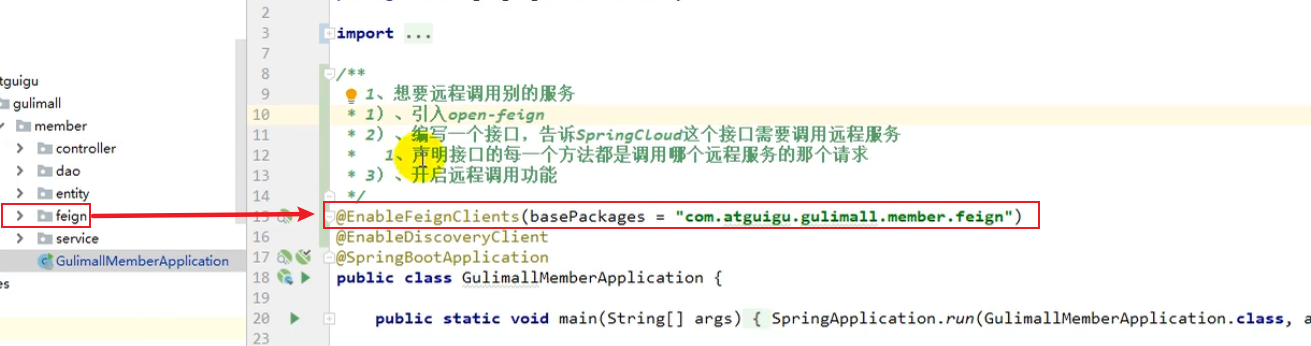 tguigu
gulimall
member
controller
dao
entity
feign
service
GulimallMemberApplication
es
2
3 import ...
7
8 /**
9 1、想要远程调用别的服务
10 * 1）、引入open-feign
11 * 2）、编写一个接口，告诉SpringCloud这个接口需要调用远程服务
12 * 1、声明接口的每一个方法都是调用哪个远程服务的那个请求
13 * 3）、开启远程调用功能
14 */
15 @EnableFeignClients(basePackages = "com.atguigu.gulimall.member.feign")
16 @EnableDiscoveryClient
17 @SpringBootApplication
18 public class GulimallMemberApplication {
19
20 public static void main(String[] args) { SpringApplication.run(GulimallMemberApplication.class, a
23